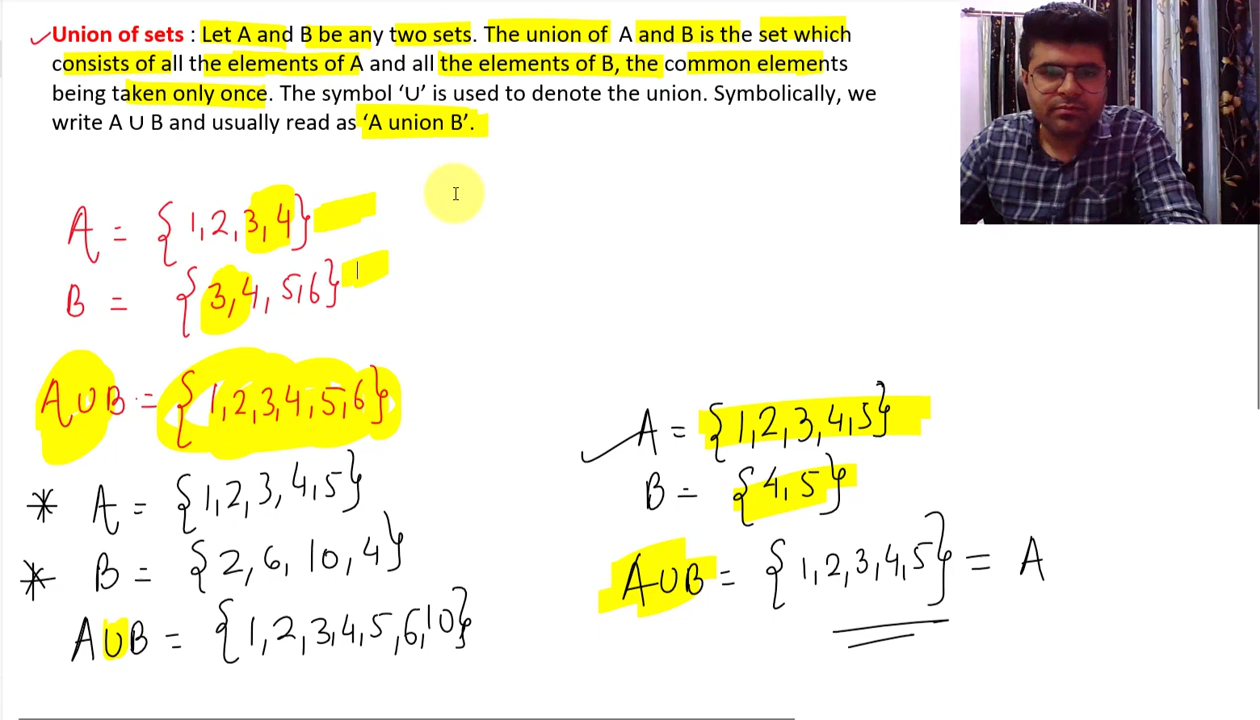 Union of sets : Let A and B be any two sets. The union of A and B is the set which
consists of all the elements of A and all the elements of B, the common elements
being taken only once. The symbol ‘∪’ is used to denote the union. Symbolically, we
write A ∪ B and usually read as ‘A union B’.
A = {1,2,3,4}
B = {3,4, 5,6}
A∪B = {1,2,3,4,5,6}
* A = {1,2,3,4,5}
* B = {2,6,10,4}
A∪B = {1,2,3,4,5,6,10}
A = {1,2,3,4,5}
B = {4,5}
A∪B = {1,2,3,4,5} = A